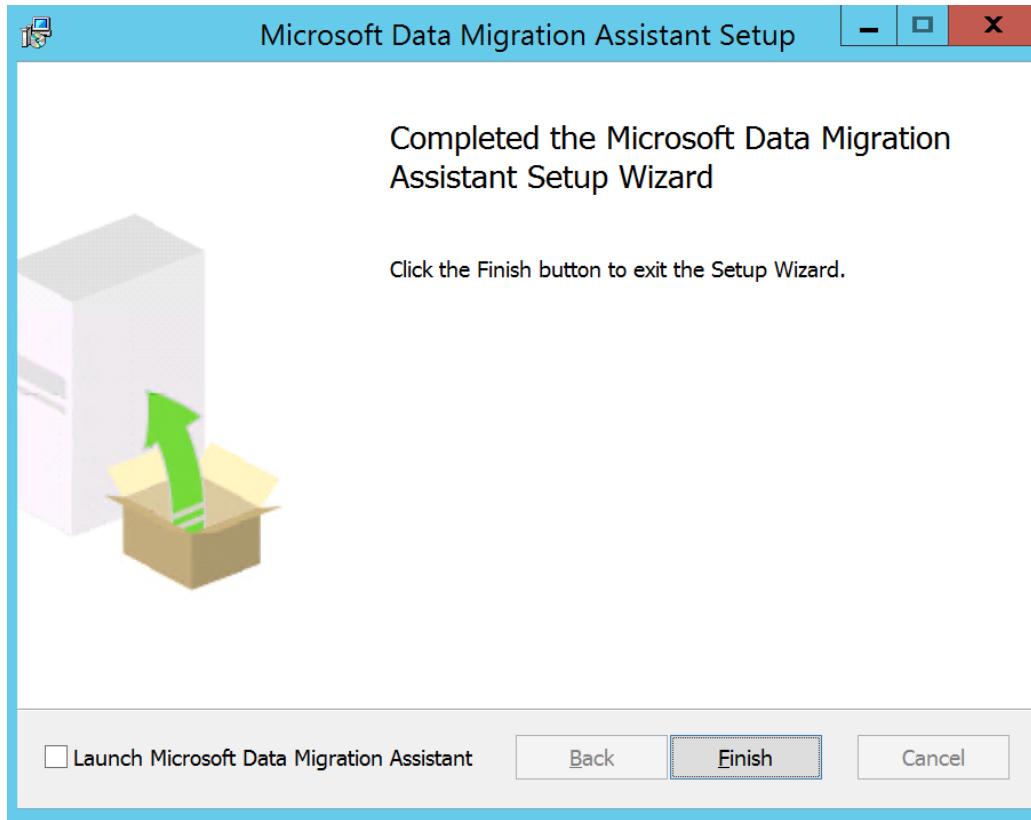 Microsoft Data Migration Assistant Setup
Completed the Microsoft Data Migration
Assistant Setup Wizard
Click the Finish button to exit the Setup Wizard.
Launch Microsoft Data Migration Assistant
Back
Finish
Cancel